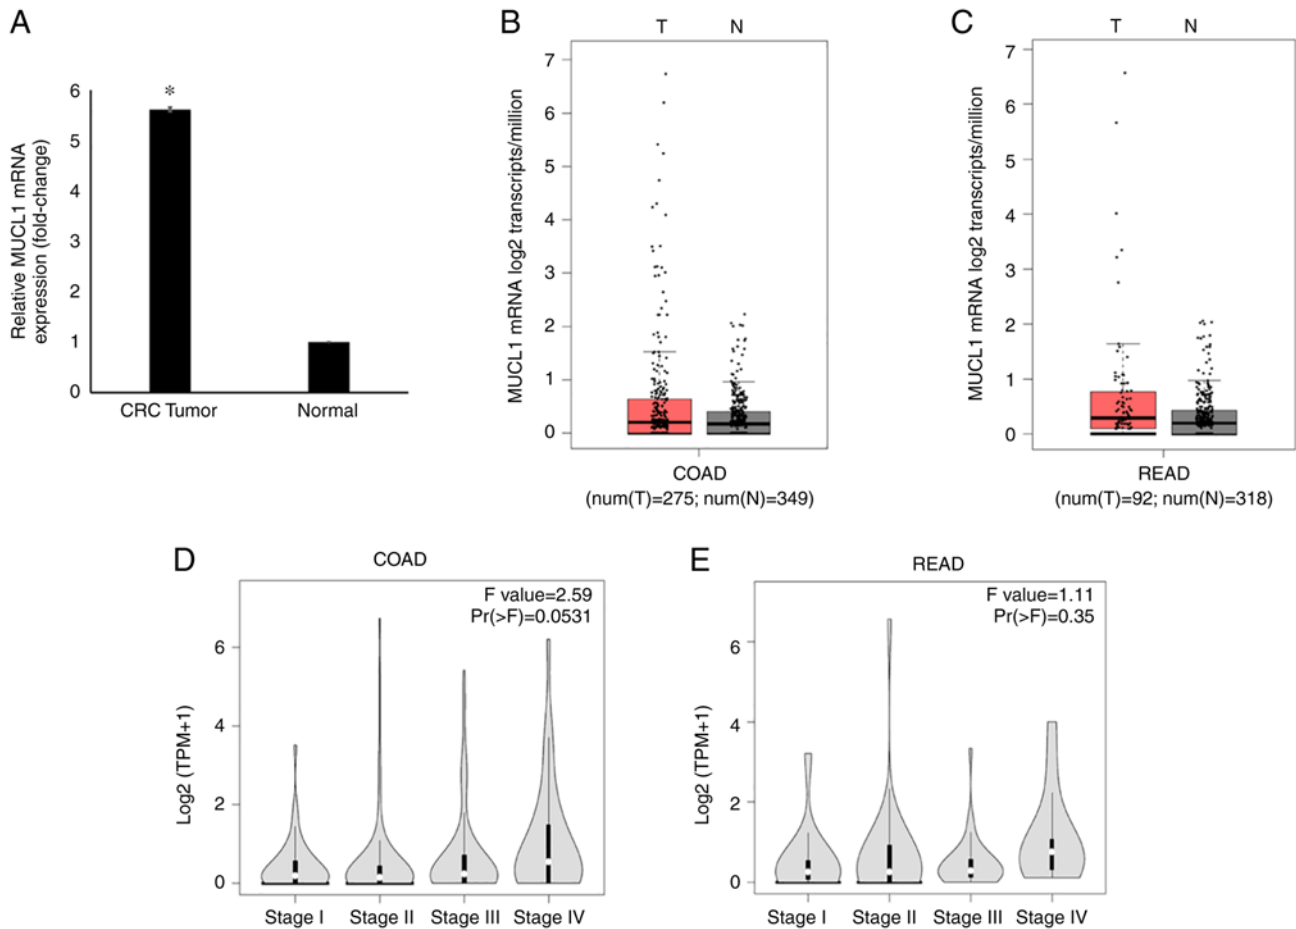 A
Relative MUCL1 mRNA
expression (fold-change)
6
5
4
3
2
1
0
*
CRC Tumor
Normal
B
T
N
MUCL1 mRNA log2 transcripts/million
7
6
5
4
3
2
1
0
COAD
(num(T)=275; num(N)=349)
C
T
N
MUCL1 mRNA log2 transcripts/million
7
6
5
4
3
2
1
0
READ
(num(T)=92; num(N)=318)
D
COAD
F value=2.59
Pr(>F)=0.0531
Log2 (TPM+1)
6
4
2
0
Stage I
Stage II
Stage III
Stage IV
E
READ
F value=1.11
Pr(>F)=0.35
Log2 (TPM+1)
6
4
2
0
Stage I
Stage II
Stage III
Stage IV